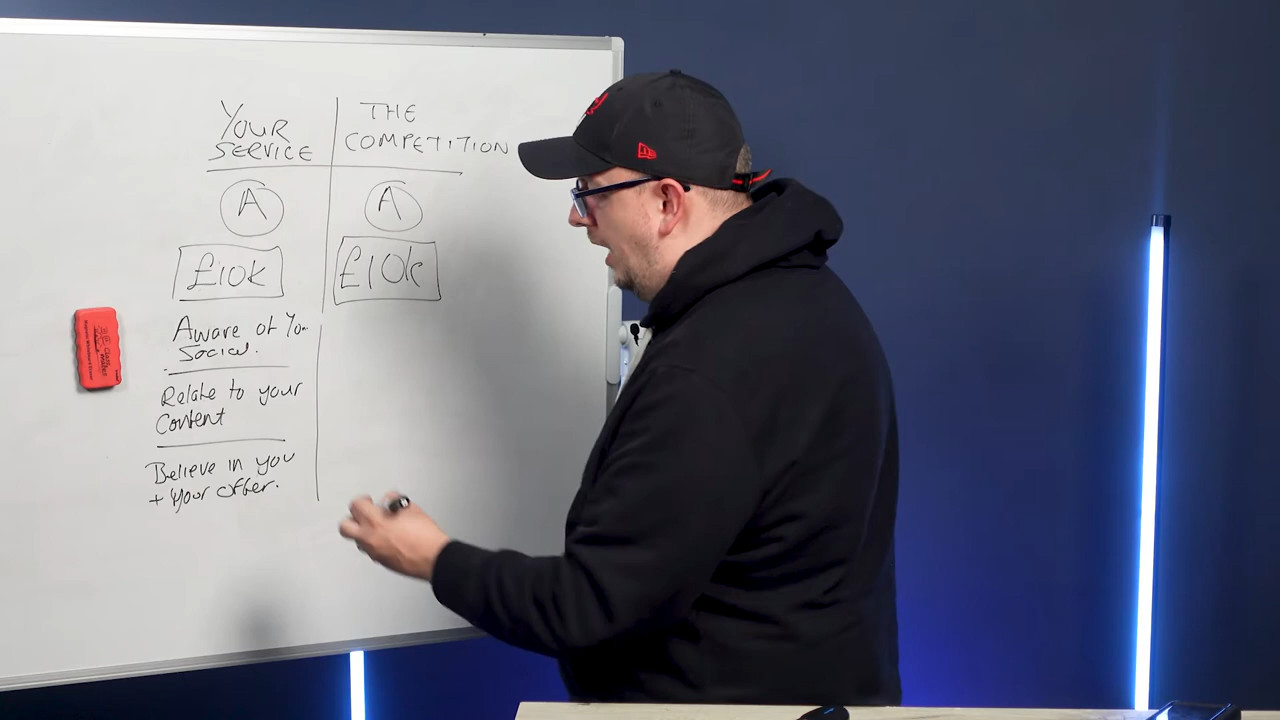 YOUR
SERVICE
THE
COMPETITION
A
A
£10k
£10k
Aware of You
Social.
Relate to your
Content
Believe in you
+ your offer.